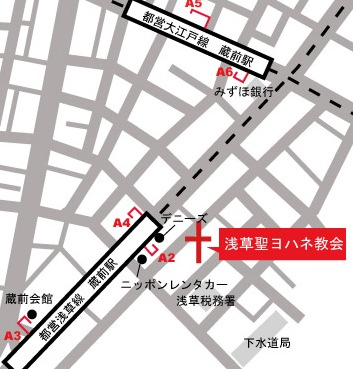 A5
都営大江戸線　蔵前駅
A6
みずほ銀行
A4
デニーズ
A2
浅草聖ヨハネ教会
ニッポンレンタカー
浅草税務署
蔵前会館
A3
都営浅草線　蔵前駅
下水道局